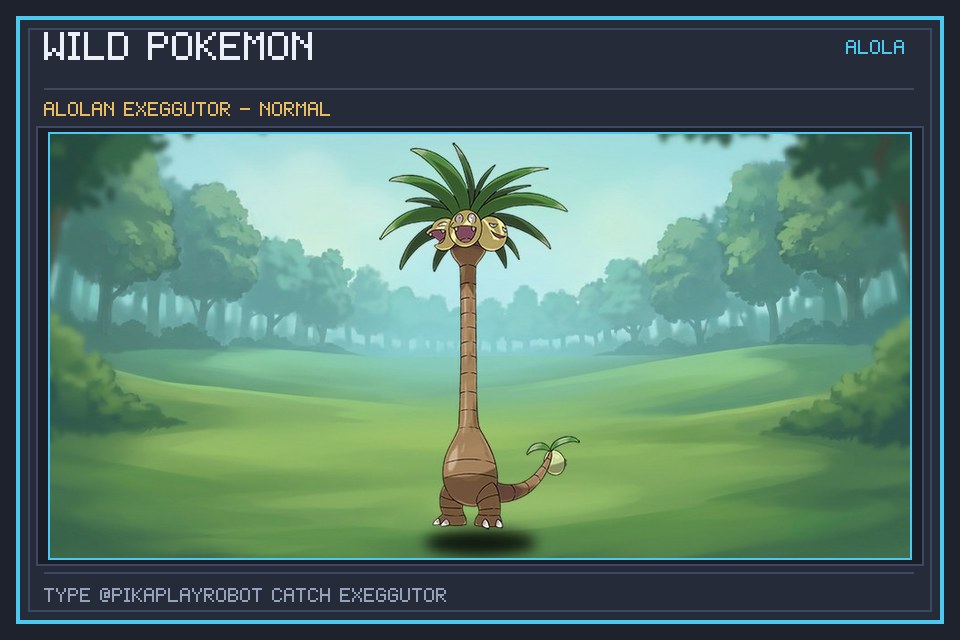 WILD POKEMON
ALOLA
ALOLAN EXEGGUTOR - NORMAL
TYPE @PIKAPLAYROBOT CATCH EXEGGUTOR